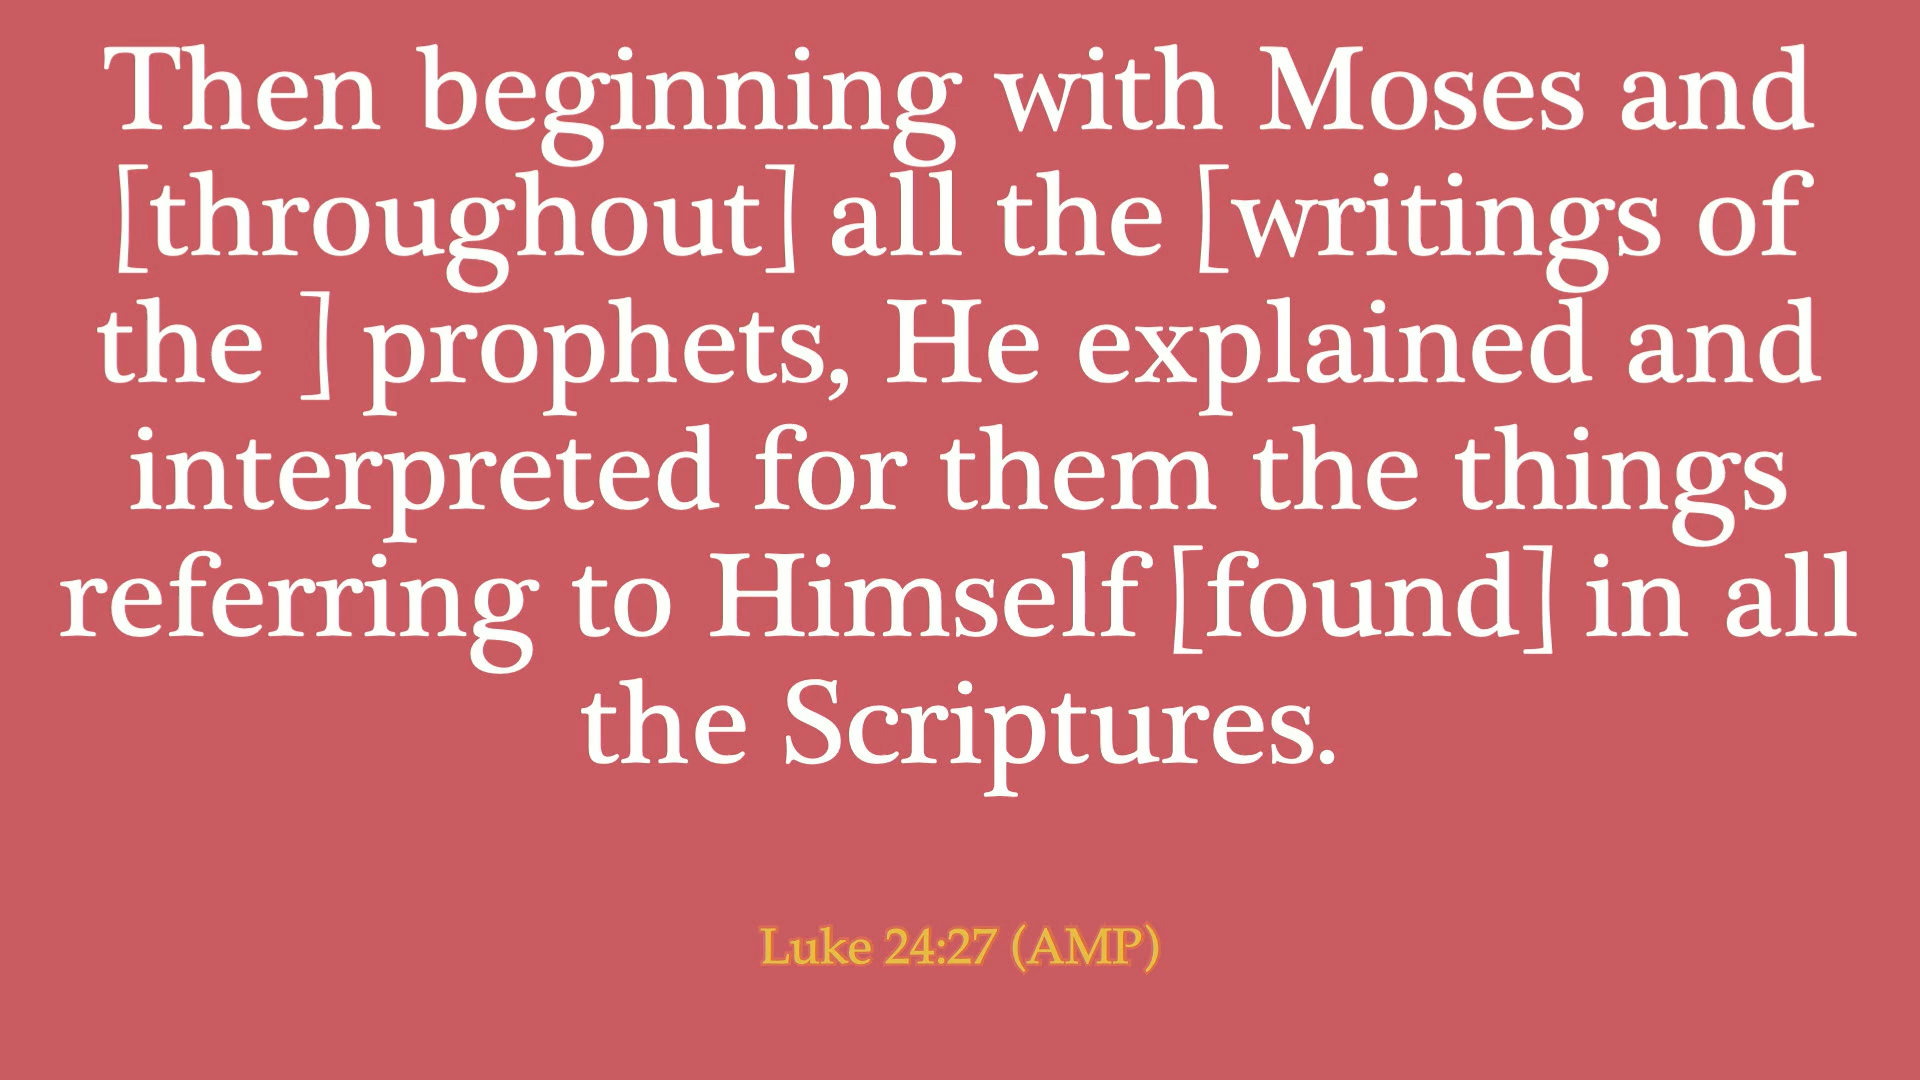 Then beginning with Moses and
[throughout] all the [writings of
the ] prophets, He explained and
interpreted for them the things
referring to Himself [found] in all
the Scriptures.
Luke 24:27 (AMP)